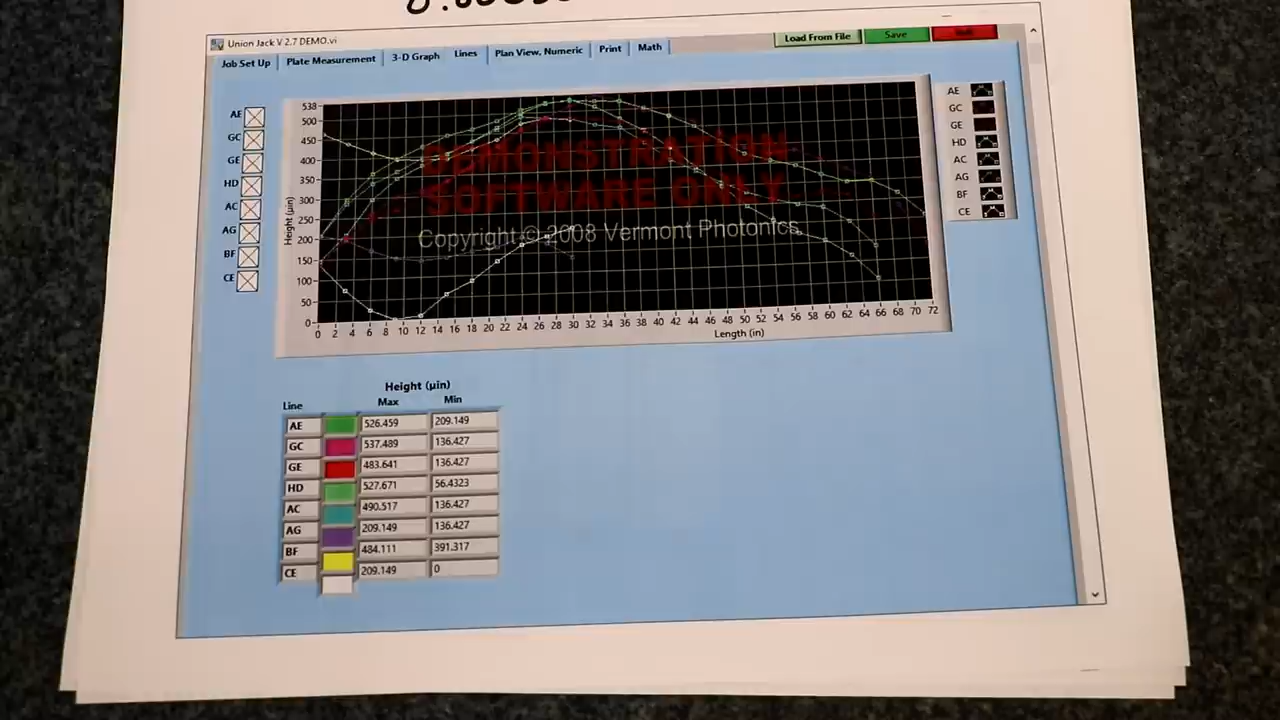 Union Jack V 2.7 DEMO.vi
Load From File Save
Job Set Up Plate Measurement 3-D Graph Lines Plan View, Numeric Print Math
AE
GC
GE
HD
AC
AG
BF
CE
538
500
450
400
350
300
250
200
150
100
50
0
Height (µin)
DEMONSTRATION
SOFTWARE ONLY
Copyright © 2008 Vermont Photonics
0 2 4 6 8 10 12 14 16 18 20 22 24 26 28 30 32 34 36 38 40 42 44 46 48 50 52 54 56 58 60 62 64 66 68 70 72
Length (in)
AE
GC
GE
HD
AC
AG
BF
CE
Height (µin)
Line Max Min
AE 526.459 209.149
GC 537.489 136.427
GE 483.641 136.427
HD 527.671 56.4323
AC 490.517 136.427
AG 209.149 136.427
BF 484.111 391.317
CE 209.149 0